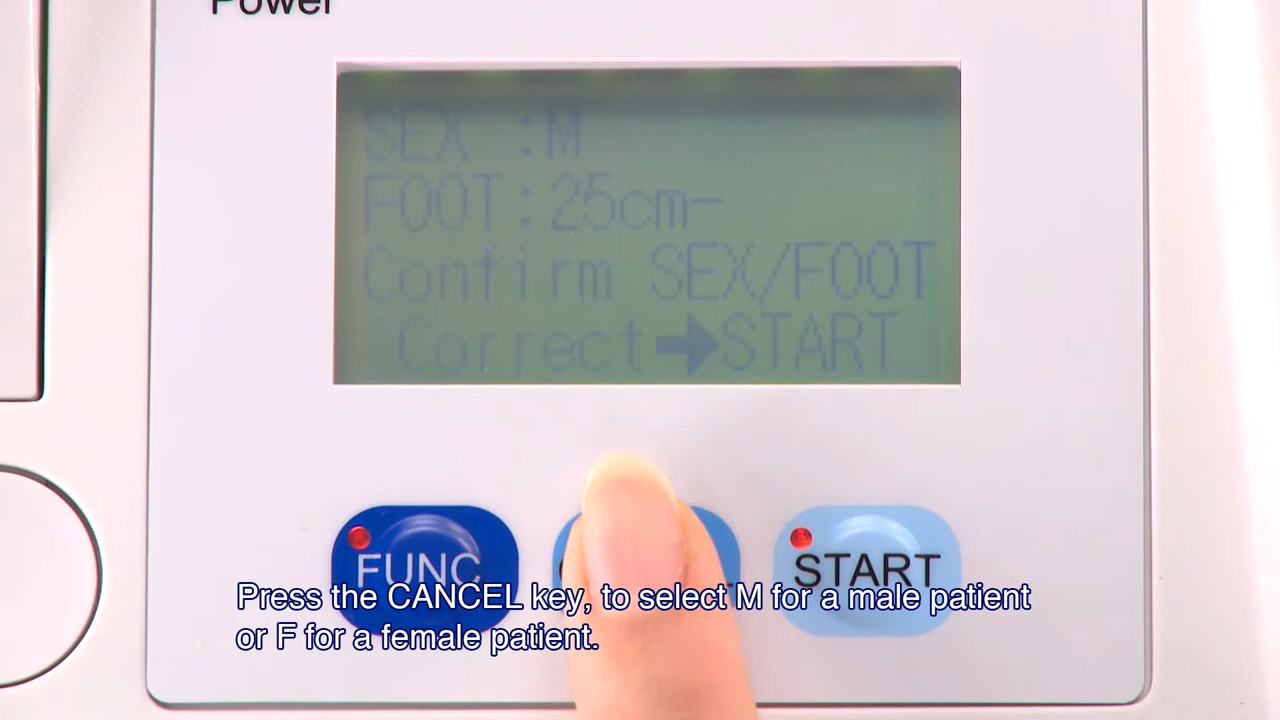 Power
SEX :M
FOOT:25cm-
Confirm SEX/FOOT
Correct➔START
FUNC
START
Press the CANCEL key, to select M for a male patient
or F for a female patient.